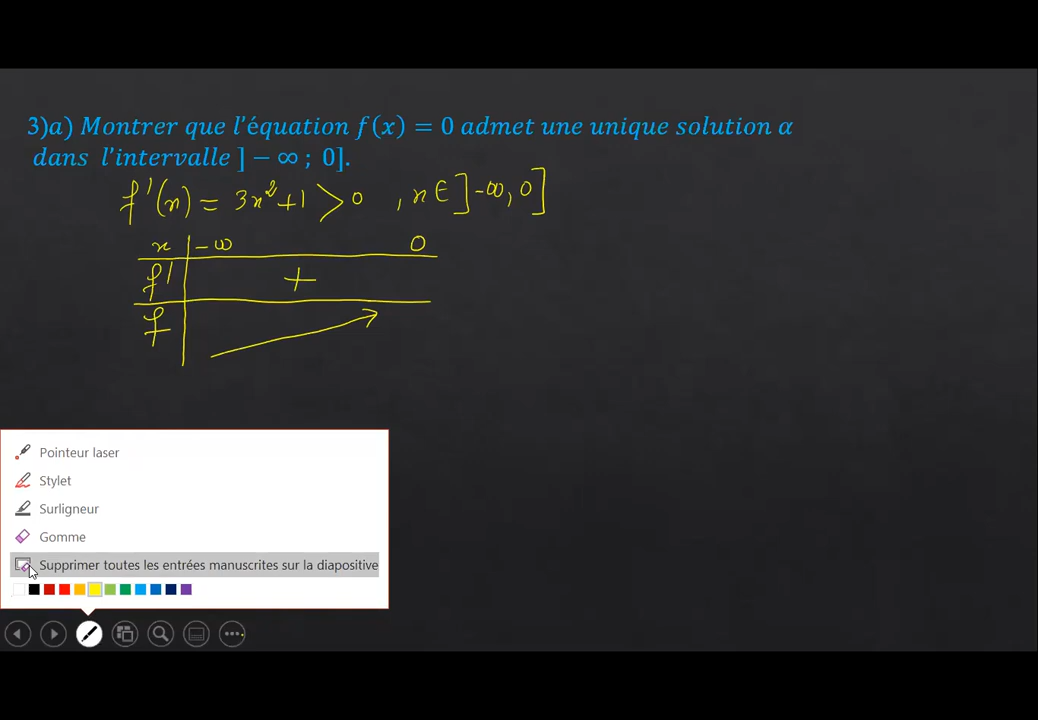 3)a) Montrer que l'équation f(x) = 0 admet une unique solution α
dans l'intervalle ] − ∞ ; 0].
f'(x) = 3x²+1 > 0 , x ∈ ]-∞, 0]
x -∞ 0
f' +
f
Pointeur laser
Stylet
Surligneur
Gomme
Supprimer toutes les entrées manuscrites sur la diapositive